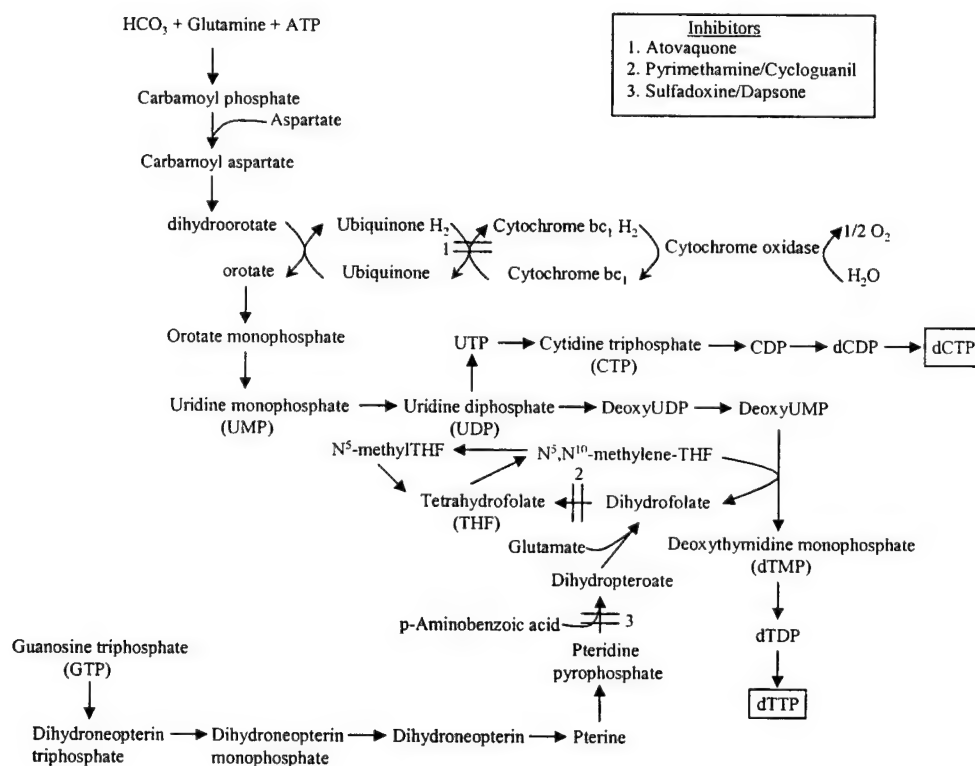 HCO₃ + Glutamine + ATP
Inhibitors
1. Atovaquone
2. Pyrimethamine/Cycloguanil
3. Sulfadoxine/Dapsone
Carbamoyl phosphate
Aspartate
Carbamoyl aspartate
dihydroorotate
Ubiquinone H₂
Cytochrome bc₁ H₂
1/2 O₂
1
Cytochrome oxidase
orotate
Ubiquinone
Cytochrome bc₁
H₂O
Orotate monophosphate
UTP
Cytidine triphosphate
(CTP)
CDP
dCDP
dCTP
Uridine monophosphate
(UMP)
Uridine diphosphate
(UDP)
DeoxyUDP
DeoxyUMP
N⁵-methylTHF
N⁵,N¹⁰-methylene-THF
2
Tetrahydrofolate
(THF)
Dihydrofolate
Glutamate
Deoxythymidine monophosphate
(dTMP)
Dihydropteroate
p-Aminobenzoic acid
3
dTDP
Guanosine triphosphate
(GTP)
Pteridine
pyrophosphate
dTTP
Dihydroneopterin
triphosphate
Dihydroneopterin
monophosphate
Dihydroneopterin
Pterine